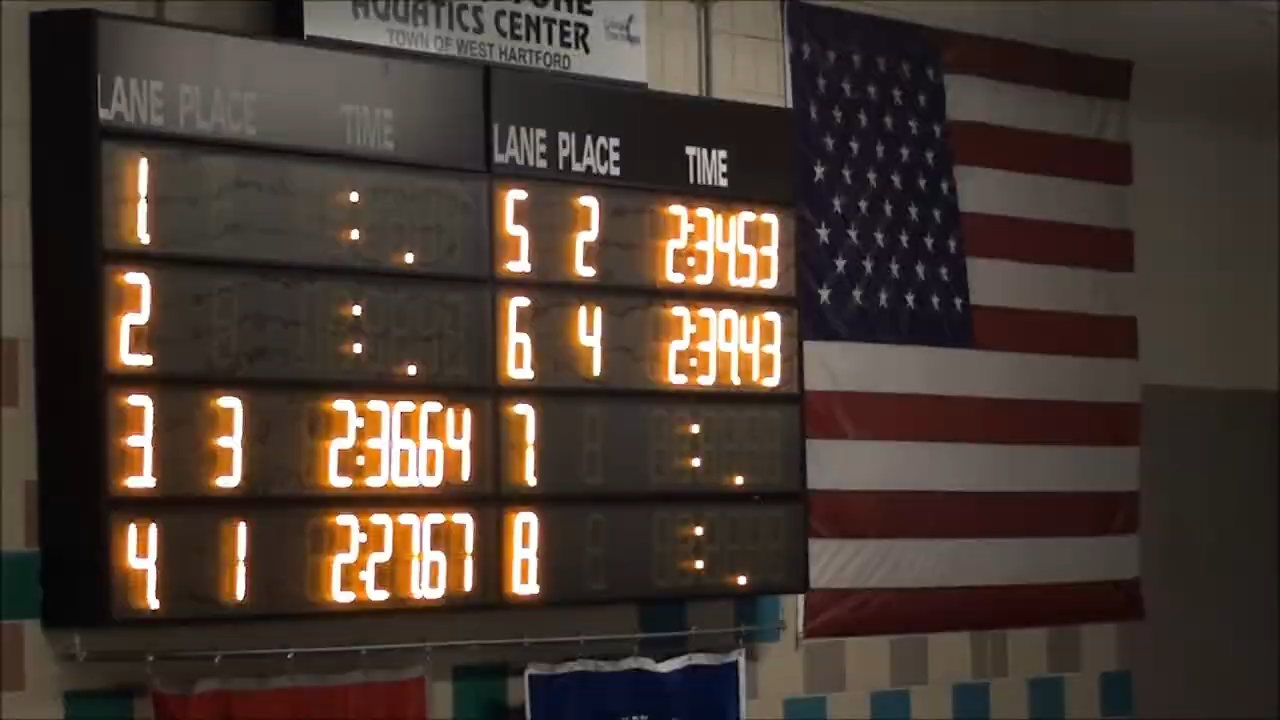 AQUATICS CENTER
TOWN OF WEST HARTFORD
LANE PLACE TIME
1 : .
2 : .
3 3 2:36.64
4 1 2:27.67
LANE PLACE TIME
5 2 2:34.53
6 4 2:39.43
7 : .
8 : .